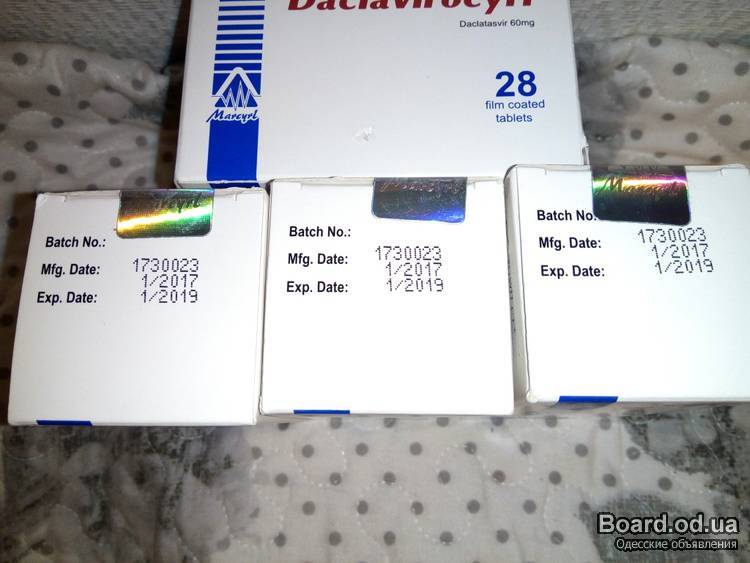 Daclavirocyrl
Daclatasvir 60mg
28
film coated
tablets
Marcyrl
Batch No.:
Mfg. Date:
Exp. Date:
1730023
1/2017
1/2019
Batch No.:
Mfg. Date:
Exp. Date:
1730023
1/2017
1/2019
Marcyrl
Batch No.:
Mfg. Date:
Exp. Date:
1730023
1/2017
1/2019
Board.od.ua
Одесские объявления